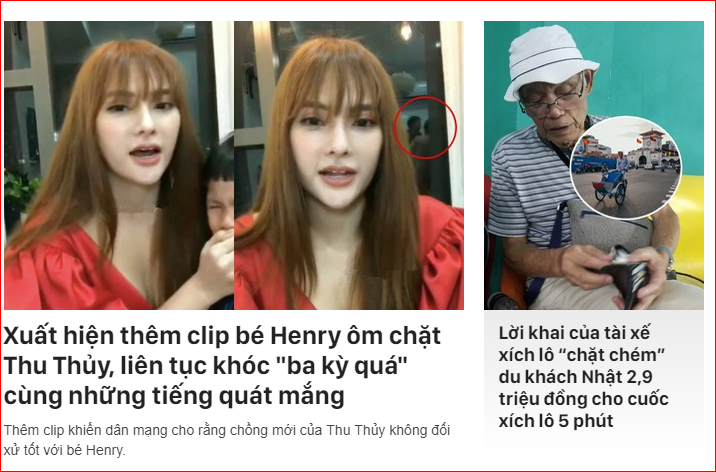 Xuất hiện thêm clip bé Henry ôm chặt
Thu Thủy, liên tục khóc "ba kỳ quá"
cùng những tiếng quát mắng
Thêm clip khiến dân mạng cho rằng chồng mới của Thu Thủy không đối
xử tốt với bé Henry.
Lời khai của tài xế
xích lô “chặt chém”
du khách Nhật 2,9
triệu đồng cho cuốc
xích lô 5 phút